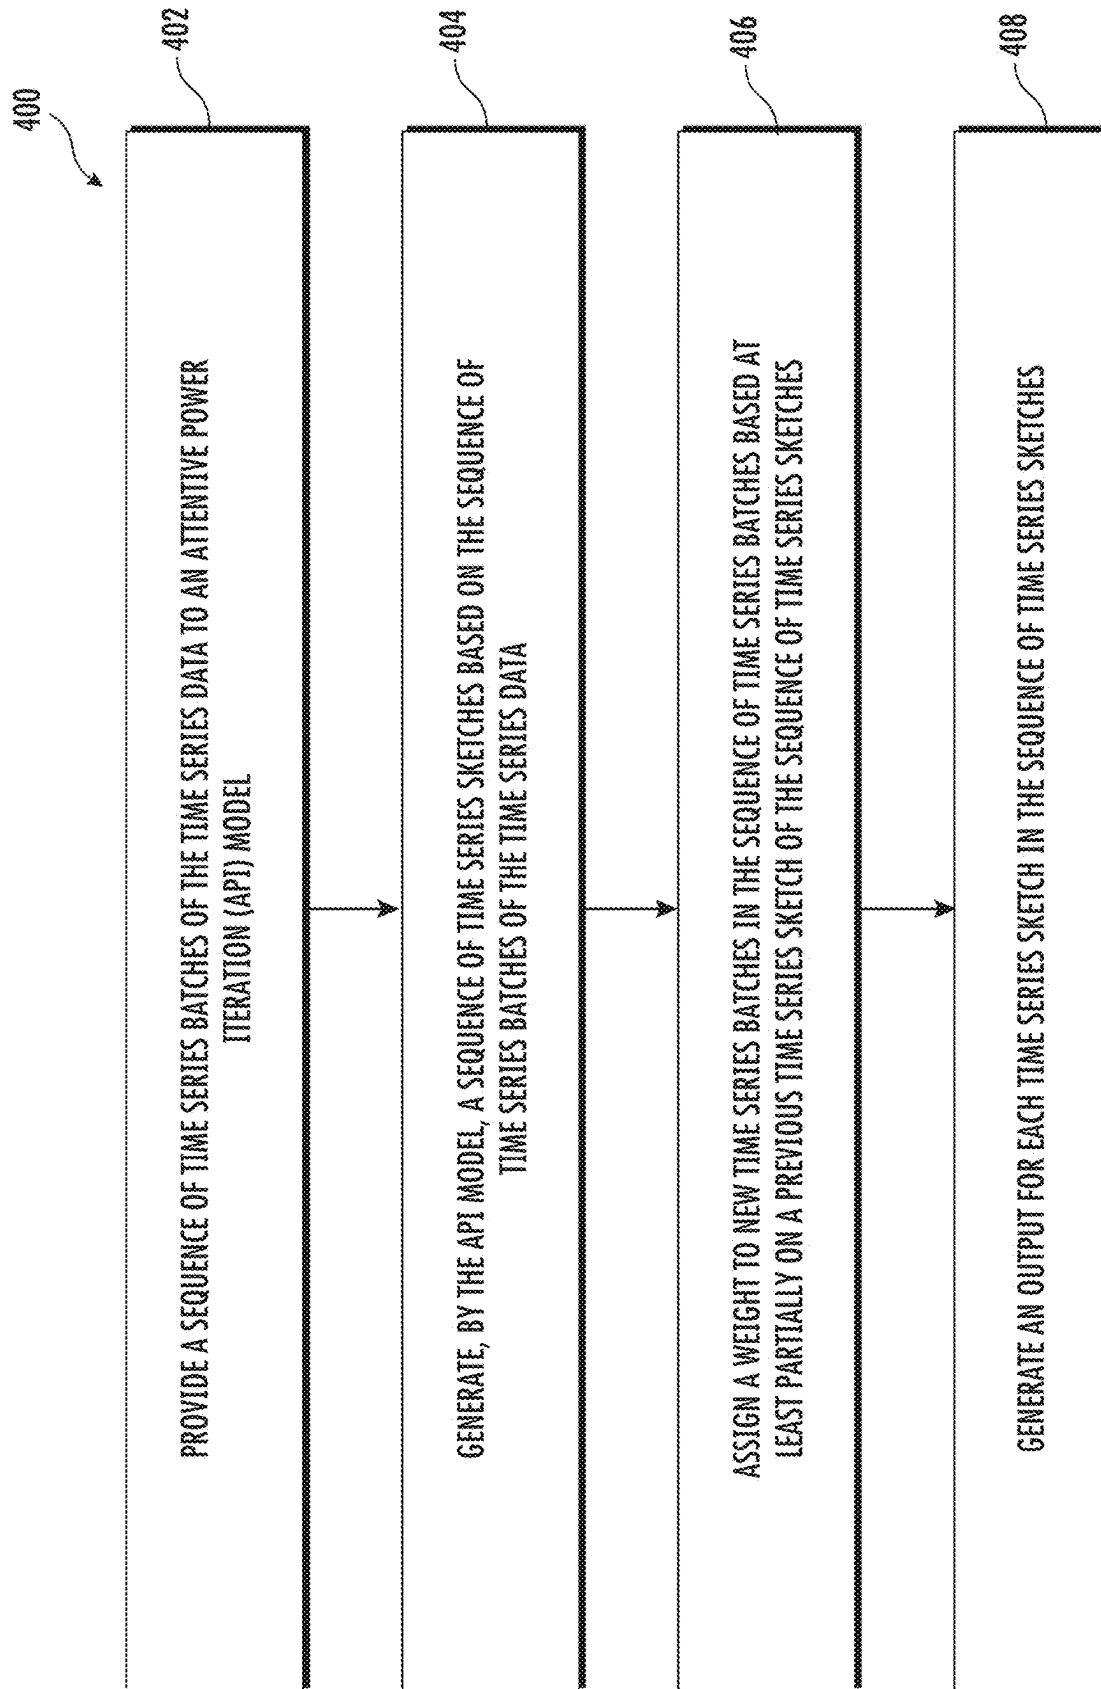 400
402
PROVIDE A SEQUENCE OF TIME SERIES BATCHES OF THE TIME SERIES DATA TO AN ATTENTIVE POWER
ITERATION (API) MODEL
404
GENERATE, BY THE API MODEL, A SEQUENCE OF TIME SERIES SKETCHES BASED ON THE SEQUENCE OF
TIME SERIES BATCHES OF THE TIME SERIES DATA
406
ASSIGN A WEIGHT TO NEW TIME SERIES BATCHES IN THE SEQUENCE OF TIME SERIES BATCHES BASED AT
LEAST PARTIALLY ON A PREVIOUS TIME SERIES SKETCH OF THE SEQUENCE OF TIME SERIES SKETCHES
408
GENERATE AN OUTPUT FOR EACH TIME SERIES SKETCH IN THE SEQUENCE OF TIME SERIES SKETCHES